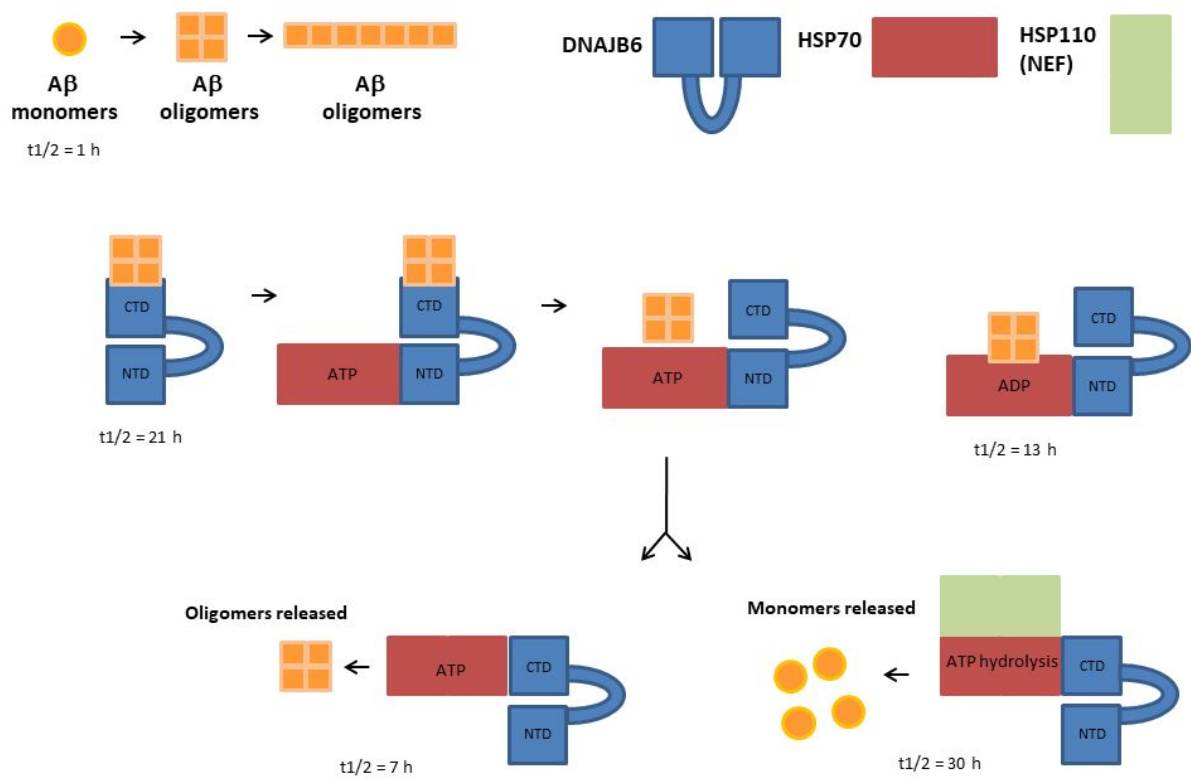 Aβ
monomers
t1/2 = 1 h
Aβ
oligomers
Aβ
oligomers
DNAJB6
HSP70
HSP110
(NEF)
CTD
NTD
t1/2 = 21 h
CTD
ATP
NTD
CTD
ATP
NTD
CTD
ADP
NTD
t1/2 = 13 h
Oligomers released
ATP
CTD
NTD
t1/2 = 7 h
Monomers released
ATP hydrolysis
CTD
NTD
t1/2 = 30 h